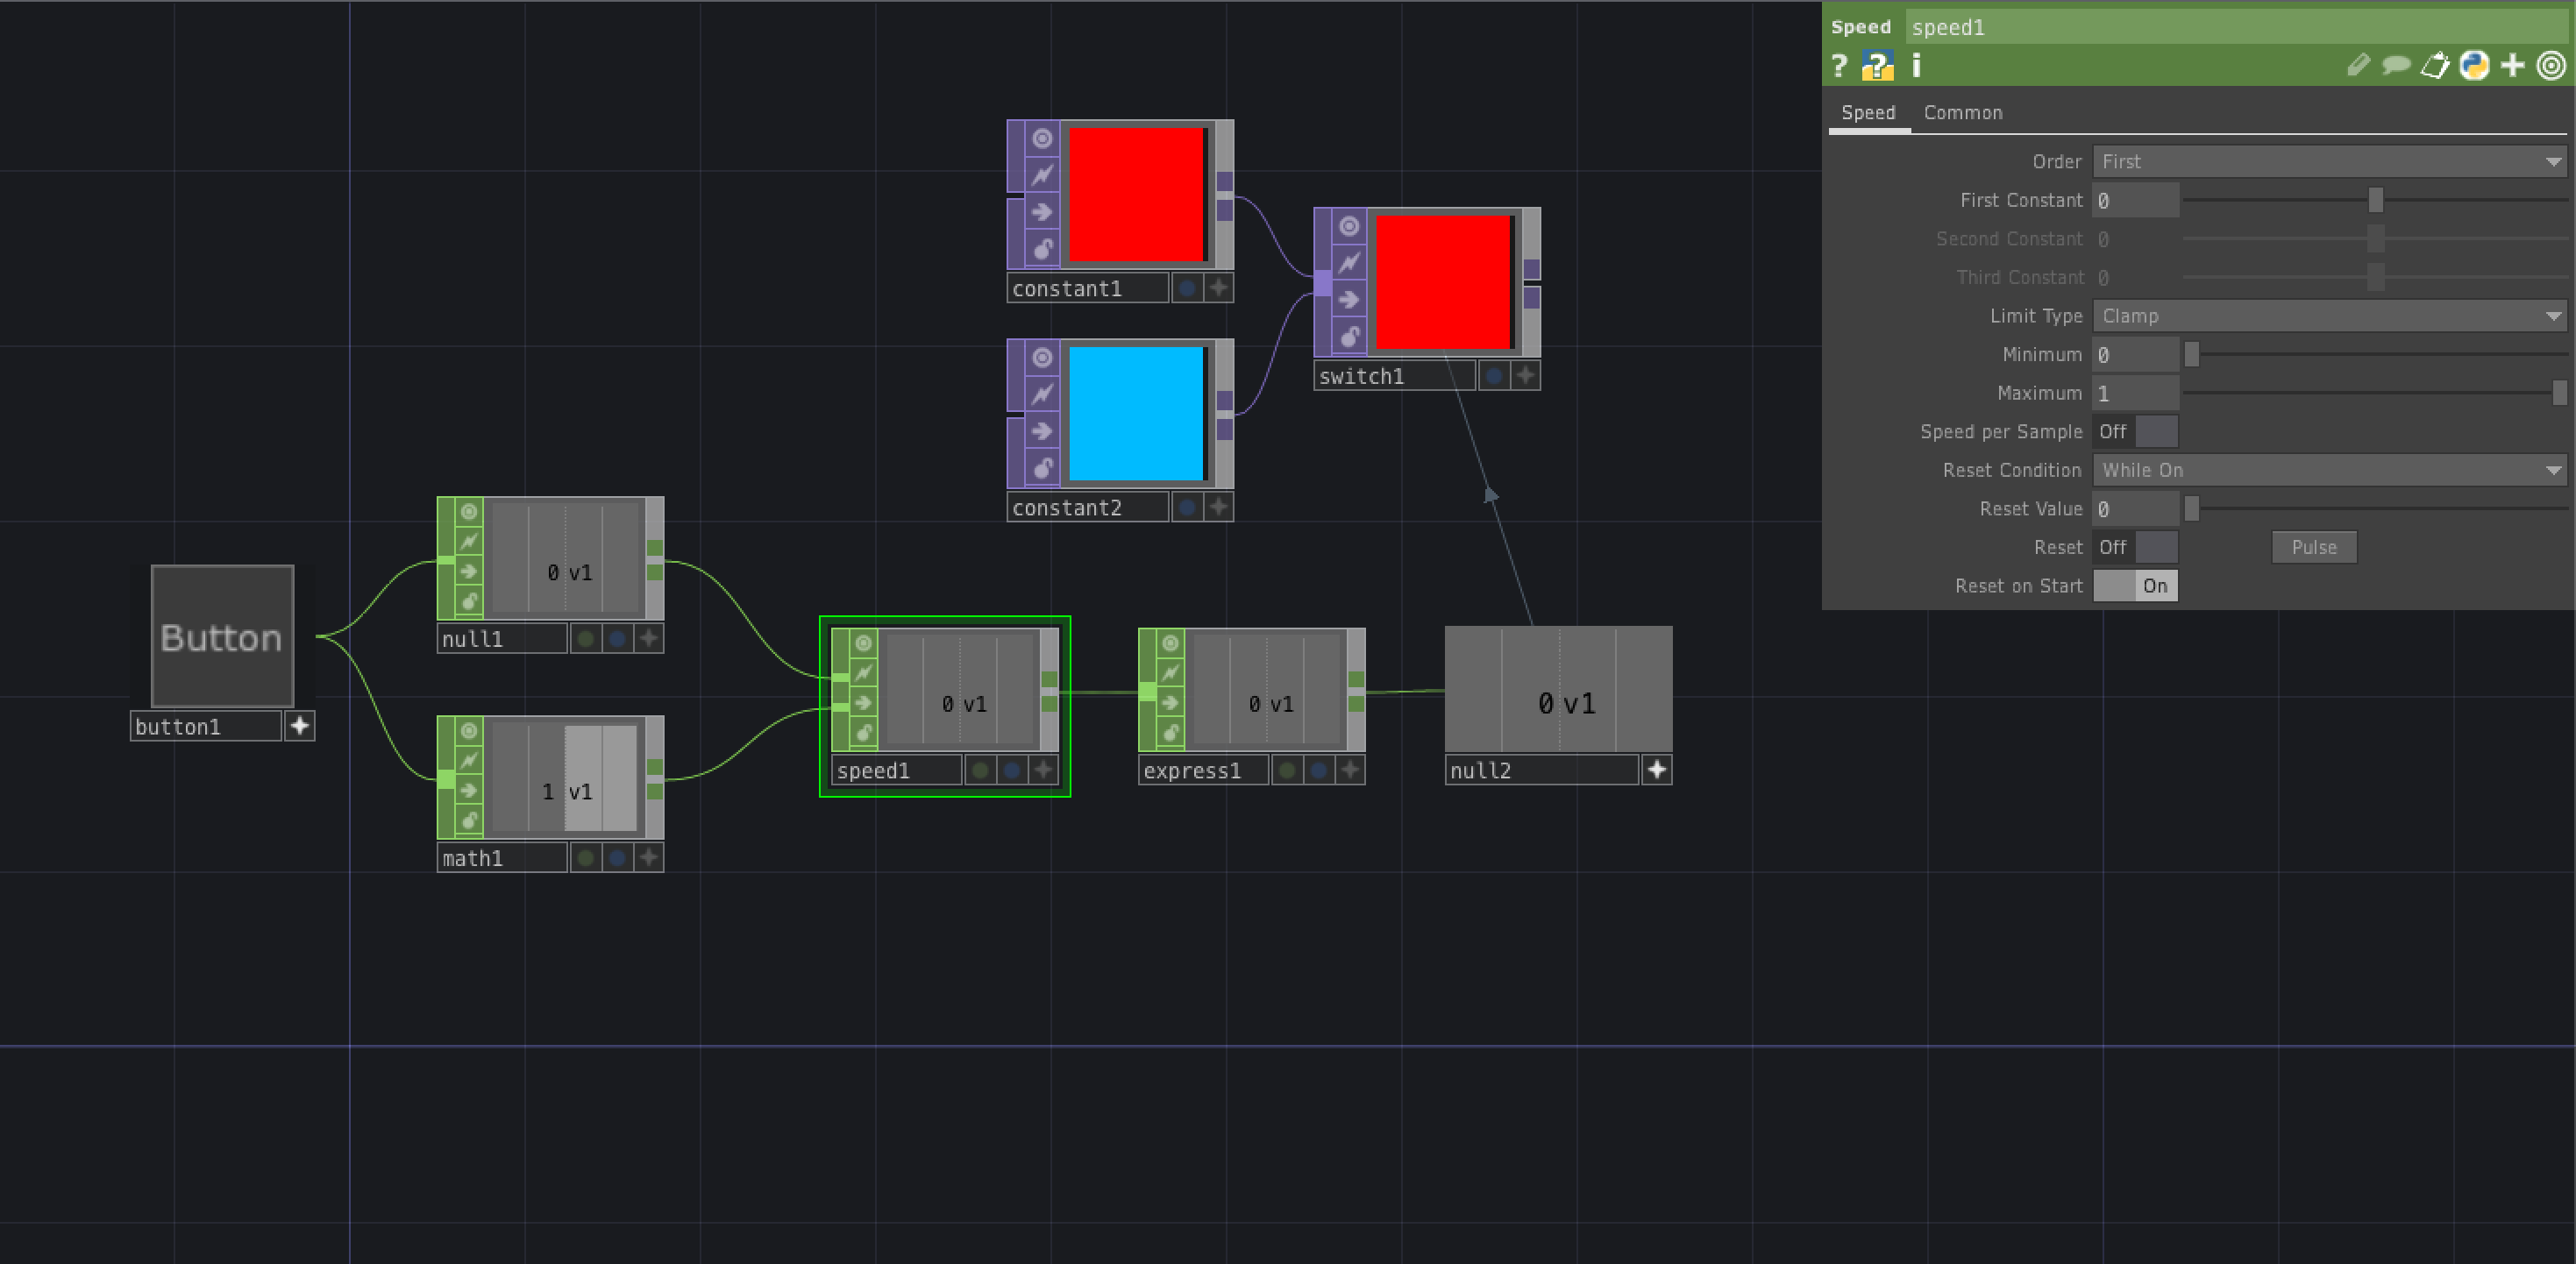 Speed speed1
? ? i
Speed Common
Order First
First Constant 0
Second Constant 0
Third Constant 0
Limit Type Clamp
Minimum 0
Maximum 1
Speed per Sample Off
Reset Condition While On
Reset Value 0
Reset Off Pulse
Reset on Start On
constant1
switch1
constant2
0 v1
null1
Button
button1
1 v1
math1
0 v1
speed1
0 v1
express1
0 v1
null2